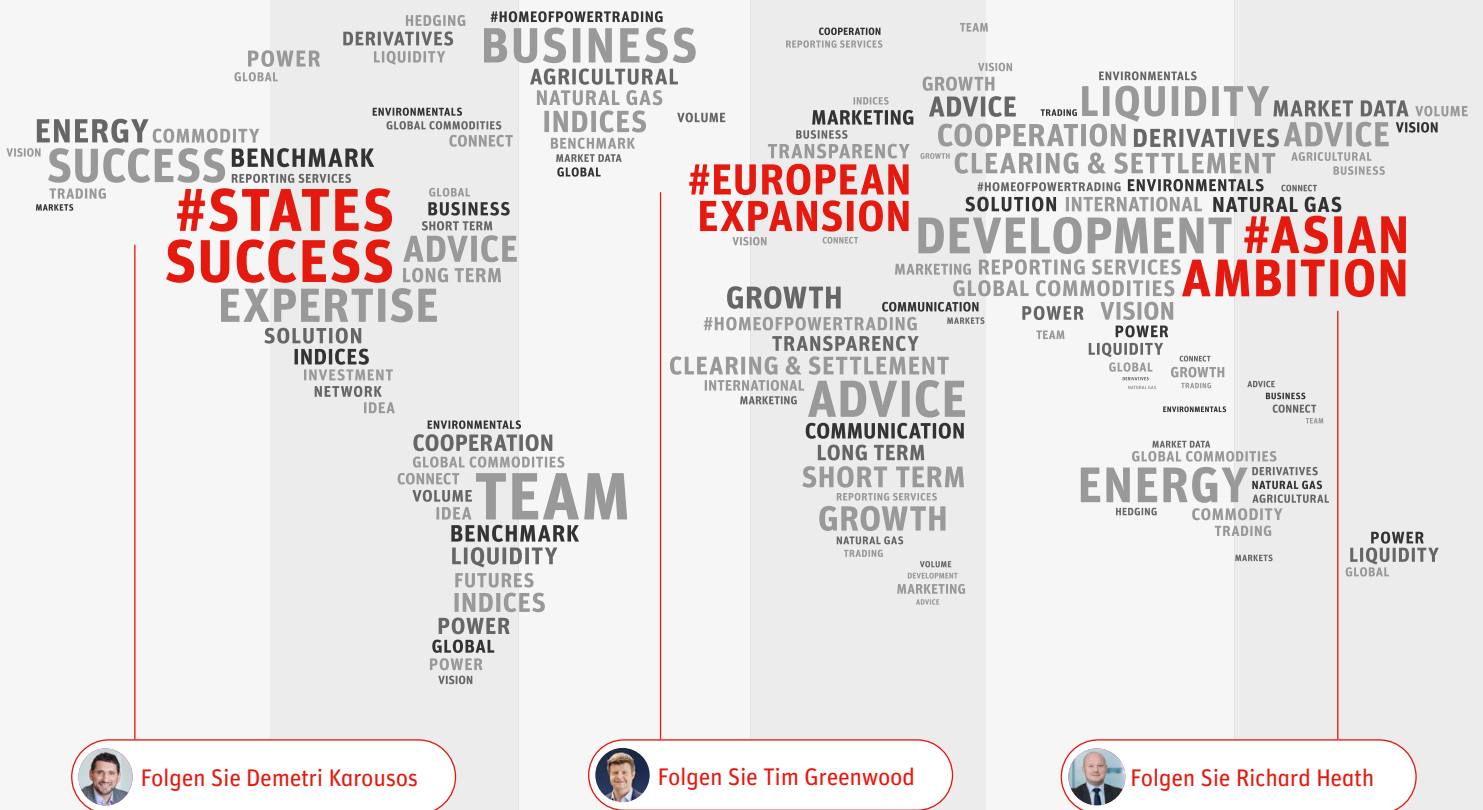 HEDGING
DERIVATIVES
LIQUIDITY
POWER
GLOBAL
#HOMEOFPOWERTRADING
BUSINESS
AGRICULTURAL
NATURAL GAS
INDICES
BENCHMARK
MARKET DATA
GLOBAL
VOLUME
ENVIRONMENTALS
GLOBAL COMMODITIES
CONNECT
ENERGY COMMODITY
VISION SUCCESS BENCHMARK
REPORTING SERVICES
TRADING
MARKETS
#STATES
SUCCESS
GLOBAL
BUSINESS
SHORT TERM
ADVICE
LONG TERM
EXPERTISE
SOLUTION
INDICES
INVESTMENT
NETWORK
IDEA
ENVIRONMENTALS
COOPERATION
GLOBAL COMMODITIES
CONNECT
VOLUME TEAM
IDEA
BENCHMARK
LIQUIDITY
FUTURES
INDICES
POWER
GLOBAL
POWER
VISION
COOPERATION
REPORTING SERVICES
TEAM
VISION
GROWTH
INDICES
MARKETING
ADVICE
BUSINESS
TRANSPARENCY
#EUROPEAN
EXPANSION
VISION
CONNECT
ENVIRONMENTALS
TRADING LIQUIDITY MARKET DATA VOLUME
COOPERATION DERIVATIVES ADVICE VISION
GROWTH CLEARING & SETTLEMENT AGRICULTURAL
BUSINESS
#HOMEOFPOWERTRADING ENVIRONMENTALS CONNECT
SOLUTION INTERNATIONAL NATURAL GAS
DEVELOPMENT #ASIAN
AMBITION
MARKETING REPORTING SERVICES
GLOBAL COMMODITIES
GROWTH
COMMUNICATION
#HOMEOFPOWERTRADING MARKETS
TRANSPARENCY
CLEARING & SETTLEMENT
INTERNATIONAL
MARKETING
ADVICE
COMMUNICATION
LONG TERM
SHORT TERM
REPORTING SERVICES
GROWTH
NATURAL GAS
TRADING
VOLUME
DEVELOPMENT
MARKETING
ADVICE
POWER VISION
TEAM
POWER
LIQUIDITY
GLOBAL
DERIVATIVES
NATURAL GAS
CONNECT
GROWTH
TRADING
ENVIRONMENTALS
ADVICE
BUSINESS
CONNECT
TEAM
MARKET DATA
GLOBAL COMMODITIES
ENERGY
DERIVATIVES
NATURAL GAS
AGRICULTURAL
HEDGING
COMMODITY
TRADING
MARKETS
POWER
LIQUIDITY
GLOBAL
Folgen Sie Demetri Karousos
Folgen Sie Tim Greenwood
Folgen Sie Richard Heath